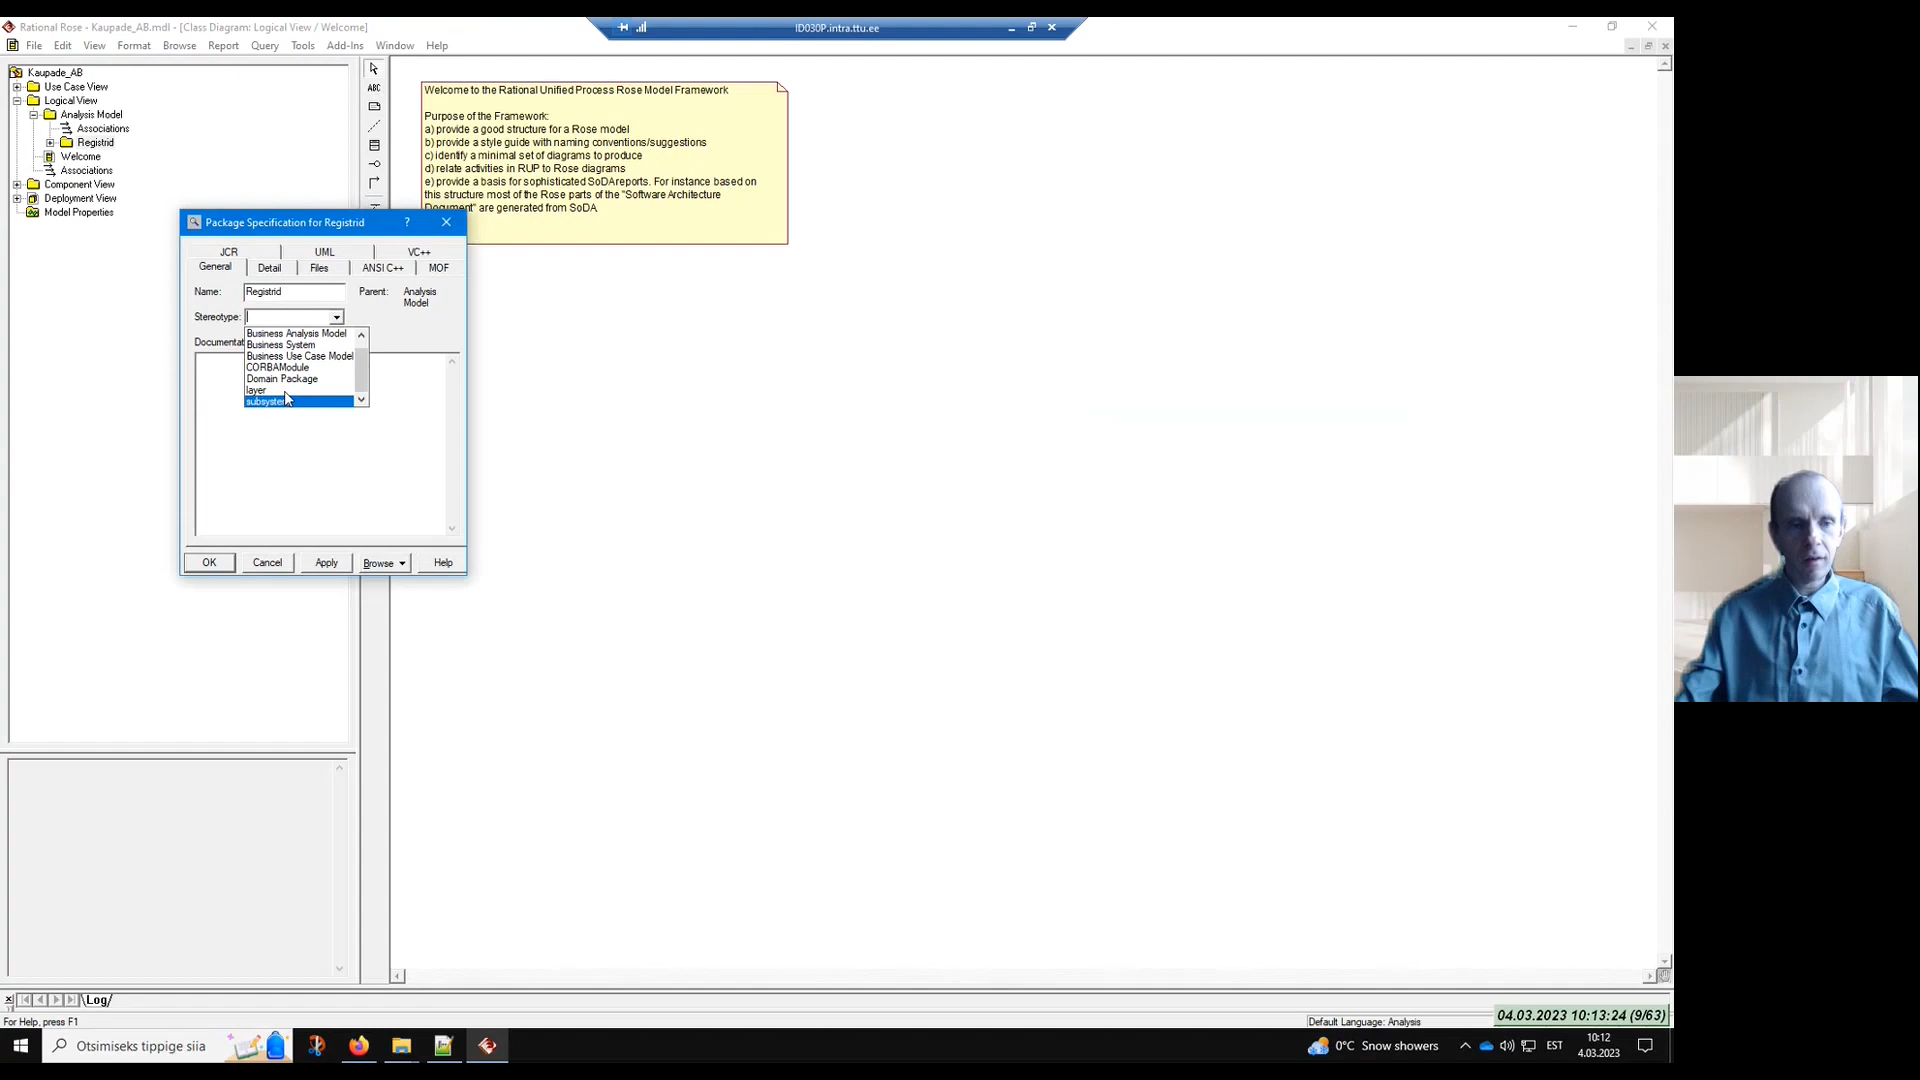 Rational Rose - Kaupade_AB.mdl - [Class Diagram: Logical View / Welcome]
ID030P.intra.ttu.ee
File Edit View Format Browse Report Query Tools Add-Ins Window Help
Kaupade_AB
Use Case View
Logical View
Analysis Model
Associations
Registrid
Welcome
Associations
Component View
Deployment View
Model Properties
ABC
Welcome to the Rational Unified Process Rose Model Framework
Purpose of the Framework:
a) provide a good structure for a Rose model
b) provide a style guide with naming conventions/suggestions
c) identify a minimal set of diagrams to produce
d) relate activities in RUP to Rose diagrams
e) provide a basis for sophisticated SoDA reports. For instance based on
this structure most of the Rose parts of the "Software Architecture
Document" are generated from SoDA
Package Specification for Registrid ?
JCR UML VC++
General Detail Files ANSI C++ MOF
Name: Registrid Parent: Analysis
Model
Stereotype:
Business Analysis Model
Documentat
Business System
Business Use Case Model
CORBAModule
Domain Package
layer
subsystem
OK Cancel Apply Browse Help
Log
For Help, press F1
Default Language: Analysis
04.03.2023 10:13:24 (9/63)
Otsimiseks tippige siia
0°C Snow showers
EST
10:12
4.03.2023